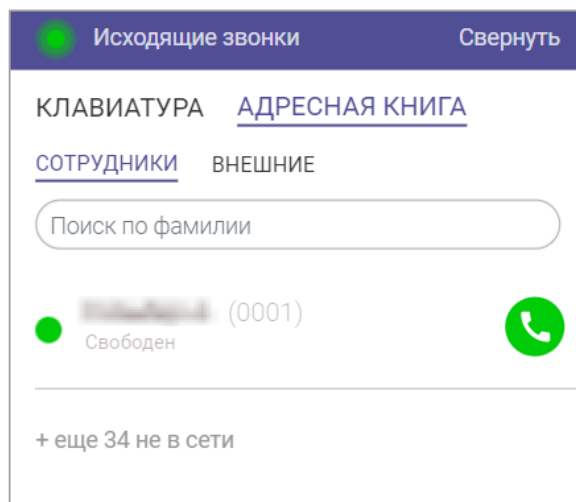 Исходящие звонки Свернуть
КЛАВИАТУРА АДРЕСНАЯ КНИГА
СОТРУДНИКИ ВНЕШНИЕ
Поиск по фамилии
(0001)
Свободен
+ еще 34 не в сети